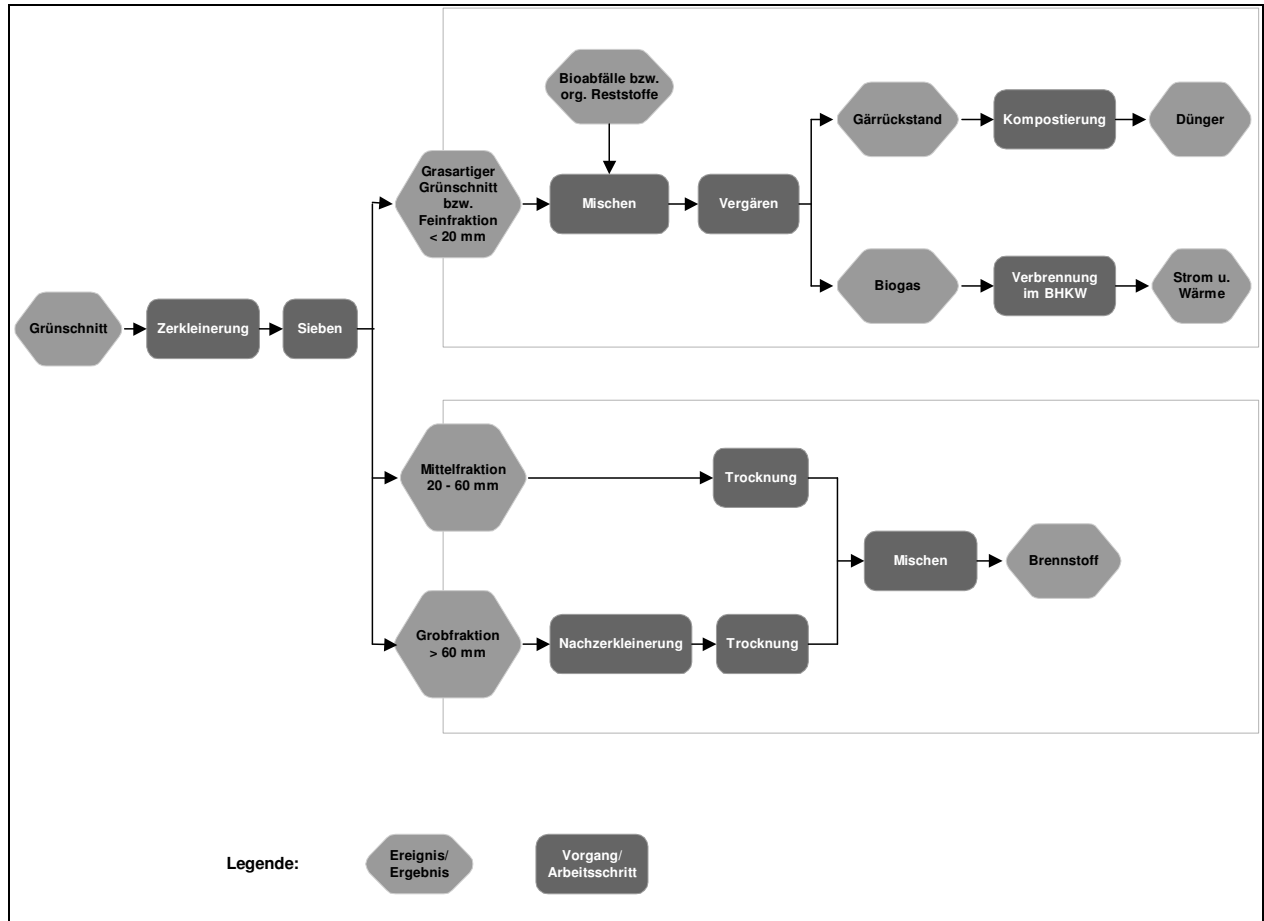 Bioabfälle bzw.
org. Reststoffe
Gärrückstand
Kompostierung
Dünger
Grasartiger
Grünschnitt
bzw.
Feinfraktion
< 20 mm
Mischen
Vergären
Biogas
Verbrennung
im BHKW
Strom u.
Wärme
Grünschnitt
Zerkleinerung
Sieben
Mittelfraktion
20 - 60 mm
Trocknung
Mischen
Brennstoff
Grobfraktion
> 60 mm
Nachzerkleinerung
Trocknung
Legende:
Ereignis/
Ergebnis
Vorgang/
Arbeitsschritt